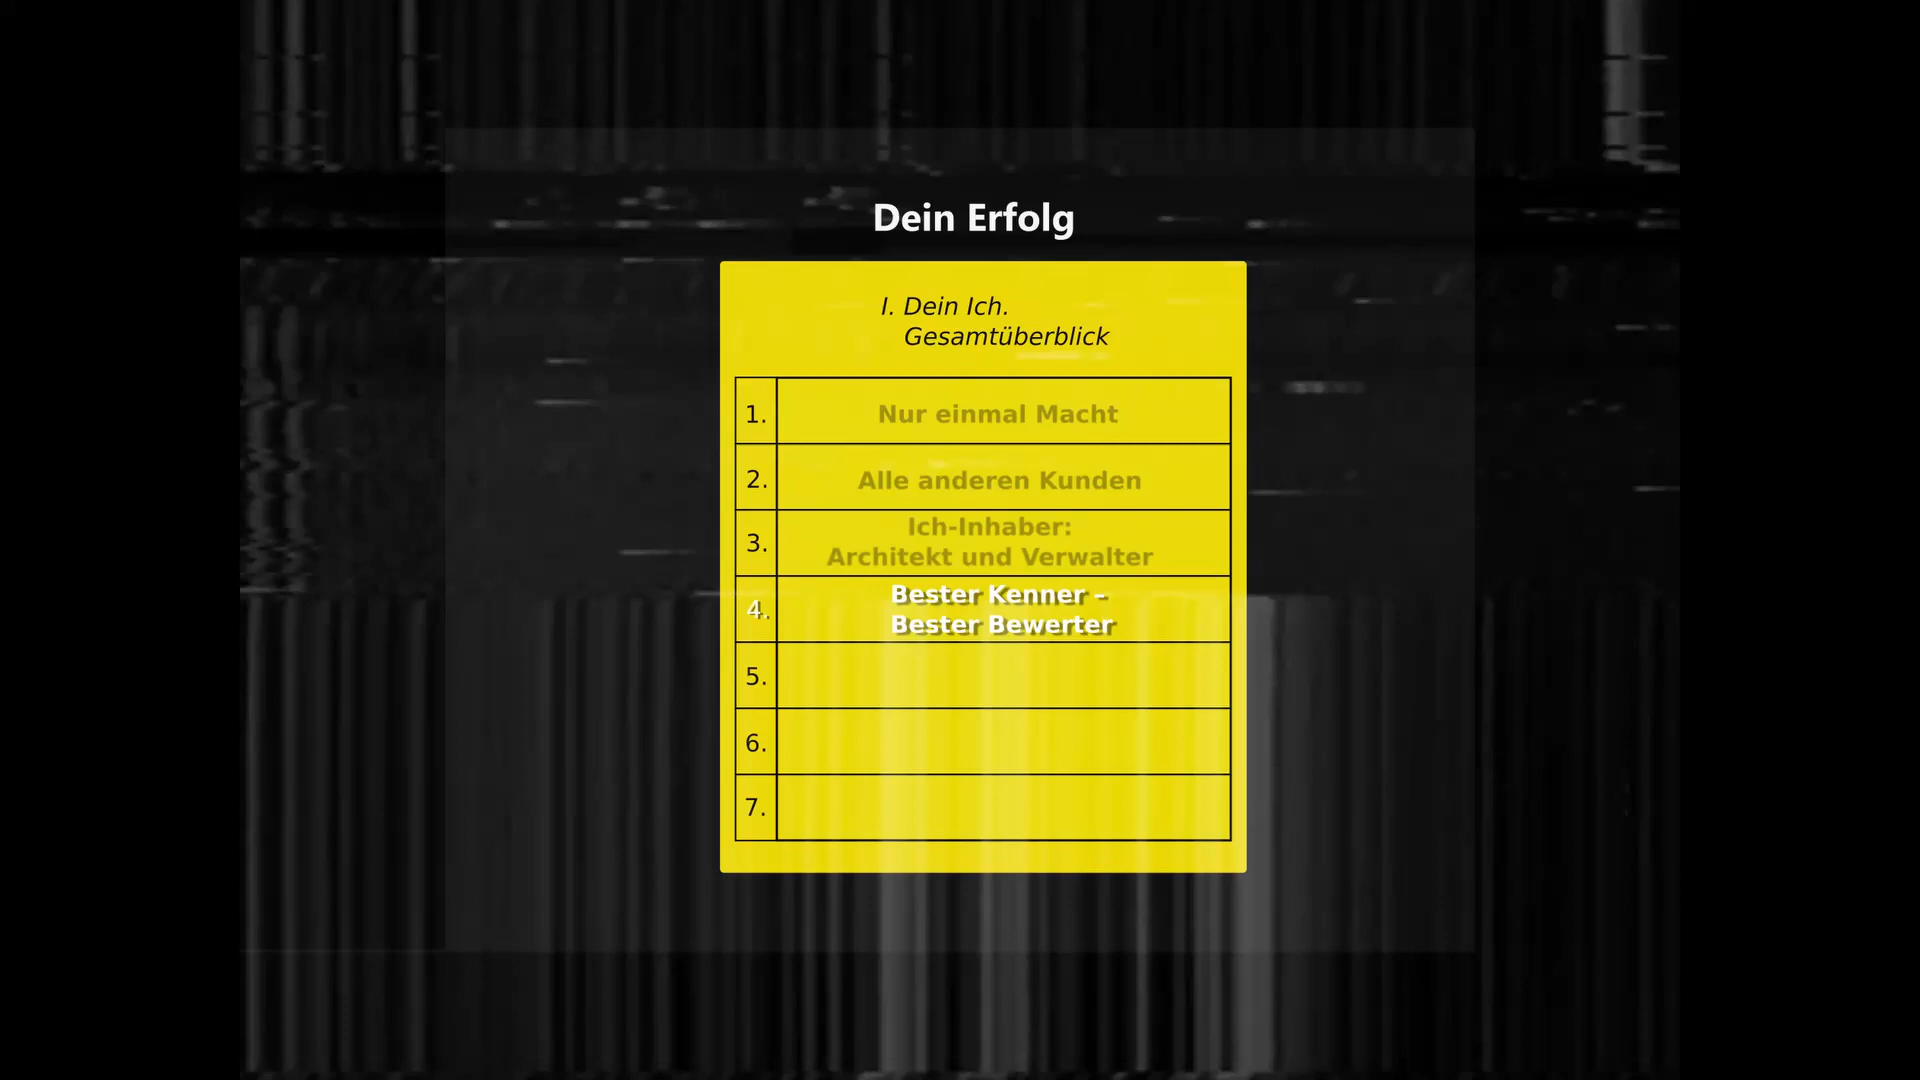 Dein Erfolg
I. Dein Ich.
Gesamtüberblick
1. Nur einmal Macht
2. Alle anderen Kunden
3. Ich-Inhaber:
Architekt und Verwalter
4. Bester Kenner –
Bester Bewerter
5.
6.
7.